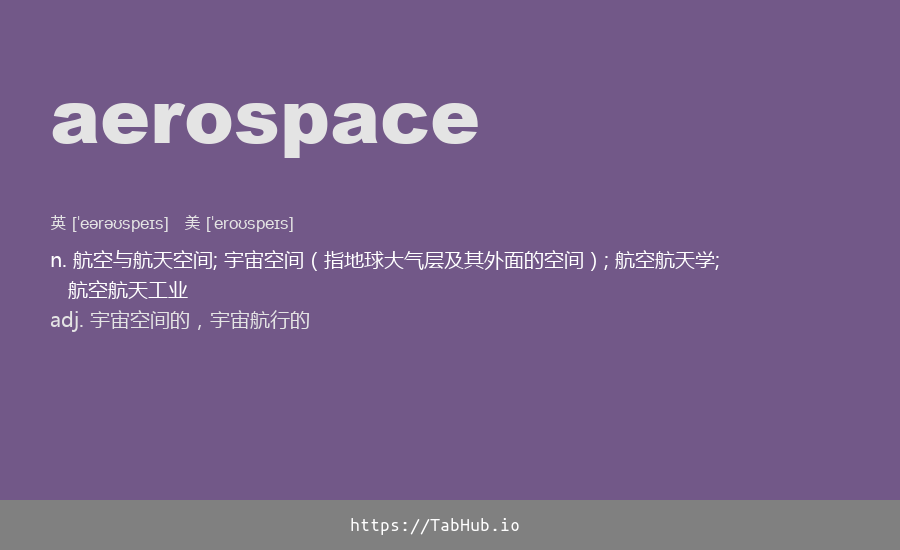 aerospace
英 [ˈeərəʊspeɪs] 美 [ˈeroʊspeɪs]
n. 航空与航天空间; 宇宙空间（指地球大气层及其外面的空间）; 航空航天学;
航空航天工业
adj. 宇宙空间的，宇宙航行的
https://TabHub.io